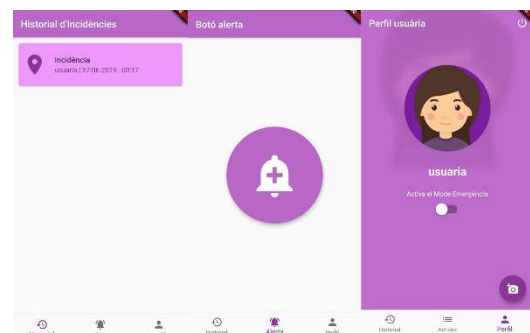 Historial d'Incidències
Incidència
usuaria | 17-06-2019 - 00:17
Historial
Botó alerta
Historial
Alerta
Perfil
Perfil usuària
usuaria
Activa el Mode Emergència
Historial
Actives
Perfil